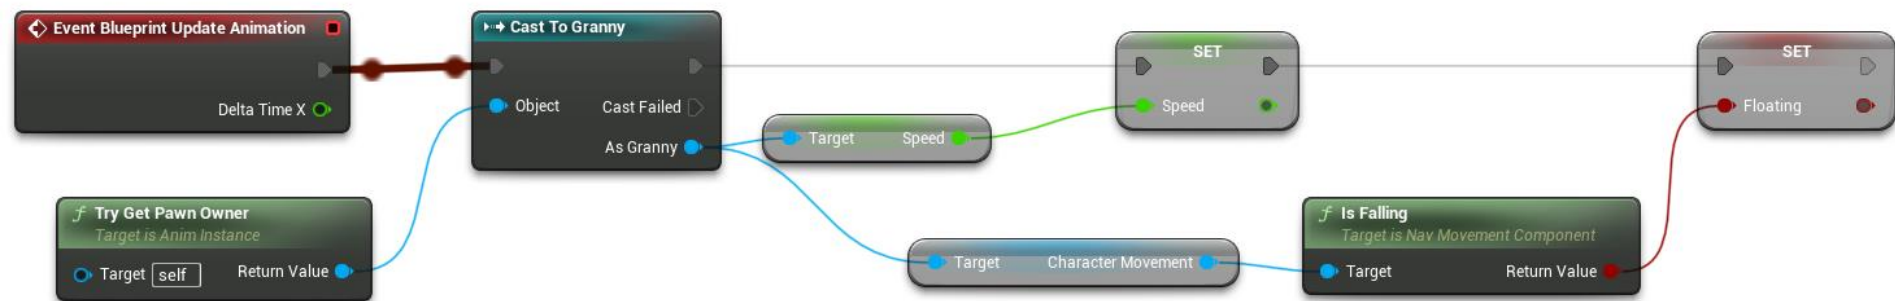 Event Blueprint Update Animation
Delta Time X
Try Get Pawn Owner
Target is Anim Instance
Target self Return Value
Cast To Granny
Object Cast Failed
As Granny
Target Speed
SET
Speed
Target Character Movement
Is Falling
Target is Nav Movement Component
Target Return Value
SET
Floating